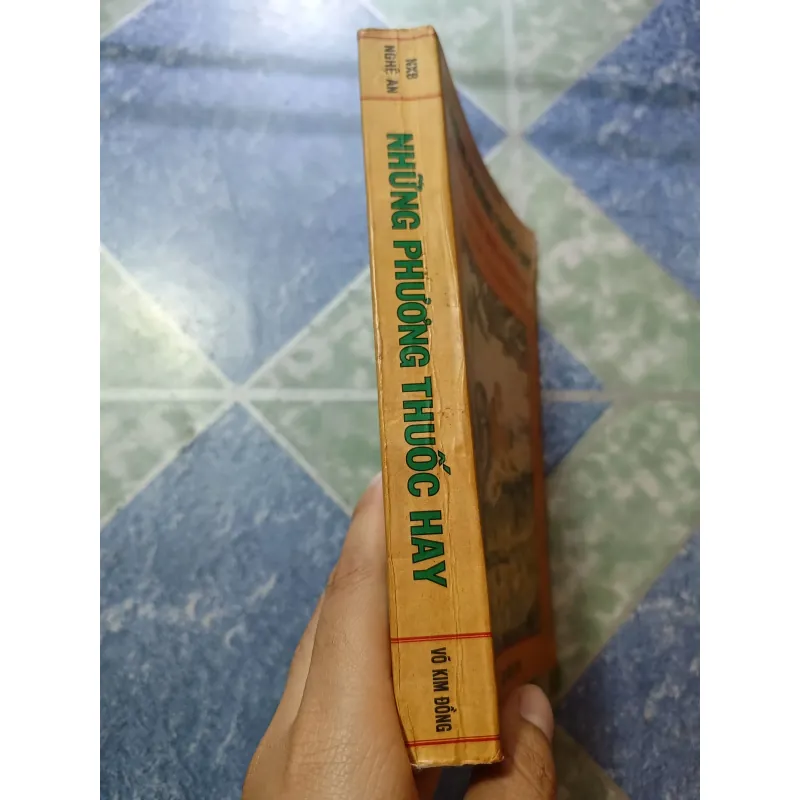 NXB
NGHỆ AN
NHỮNG PHƯƠNG THUỐC HAY
VÕ KIM ĐỒNG